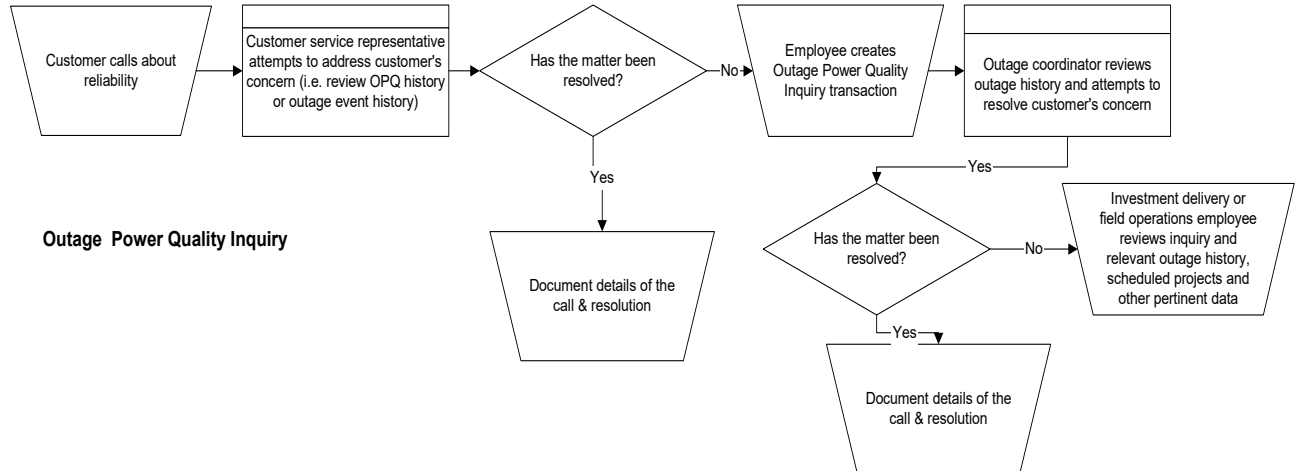 Customer calls about
reliability
Customer service representative
attempts to address customer's
concern (i.e. review OPQ history
or outage event history)
Has the matter been
resolved?
No
Employee creates
Outage Power Quality
Inquiry transaction
Outage coordinator reviews
outage history and attempts to
resolve customer's concern
Yes
Yes
Outage Power Quality Inquiry
Document details of the
call & resolution
Has the matter been
resolved?
No
Investment delivery or
field operations employee
reviews inquiry and
relevant outage history,
scheduled projects and
other pertinent data
Yes
Document details of the
call & resolution